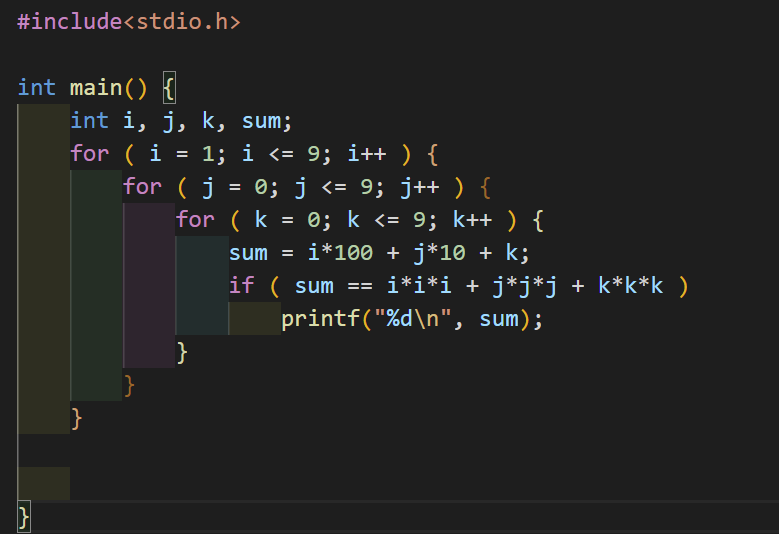 #include<stdio.h>
int main() {
    int i, j, k, sum;
    for ( i = 1; i <= 9; i++ ) {
        for ( j = 0; j <= 9; j++ ) {
            for ( k = 0; k <= 9; k++ ) {
                sum = i*100 + j*10 + k;
                if ( sum == i*i*i + j*j*j + k*k*k )
                    printf("%d\n", sum);
            }
        }
    }
}